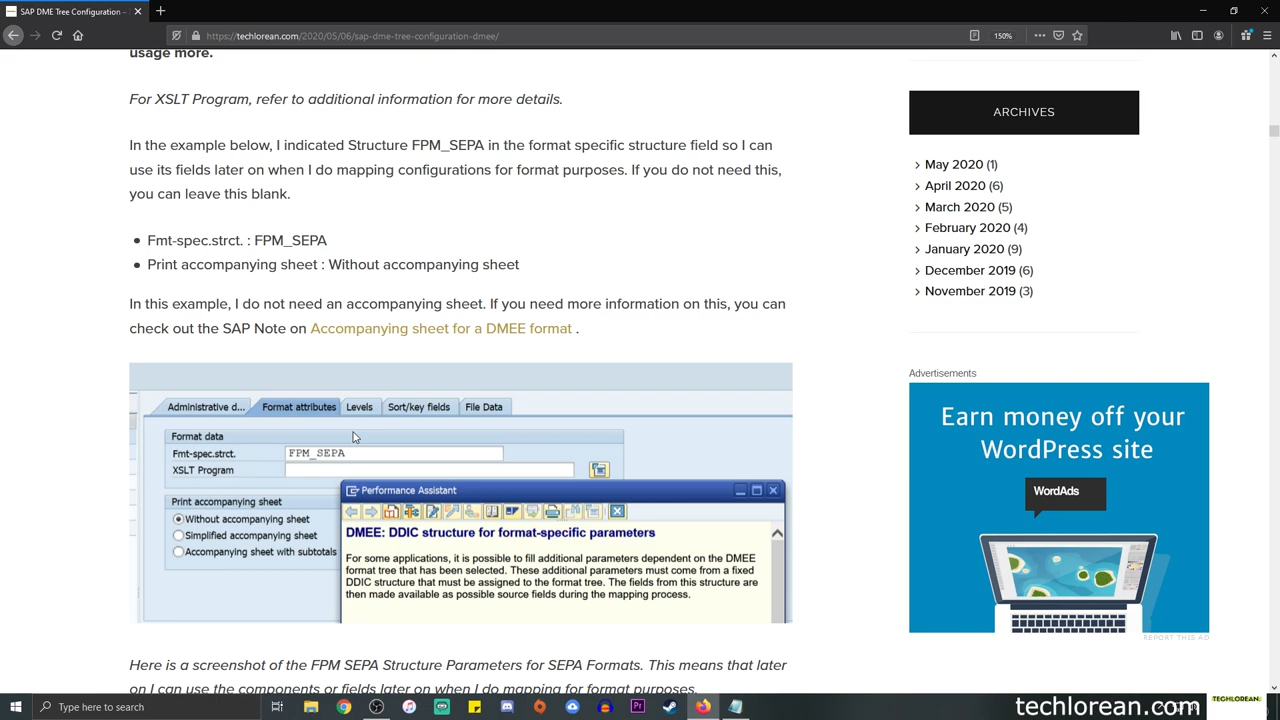 SAP DME Tree Configuration –
https://techlorean.com/2020/05/06/sap-dme-tree-configuration-dmee/
150%
usage more.
For XSLT Program, refer to additional information for more details.
In the example below, I indicated Structure FPM_SEPA in the format specific structure field so I can
use its fields later on when I do mapping configurations for format purposes. If you do not need this,
you can leave this blank.
Fmt-spec.strct. : FPM_SEPA
Print accompanying sheet : Without accompanying sheet
In this example, I do not need an accompanying sheet. If you need more information on this, you can
check out the SAP Note on Accompanying sheet for a DMEE format .
Administrative d...
Format attributes
Levels
Sort/key fields
File Data
Format data
Fmt-spec.strct.
FPM_SEPA
XSLT Program
Print accompanying sheet
Without accompanying sheet
Simplified accompanying sheet
Accompanying sheet with subtotals
Performance Assistant
DMEE: DDIC structure for format-specific parameters
For some applications, it is possible to fill additional parameters dependent on the DMEE
format tree that has been selected. These additional parameters must come from a fixed
DDIC structure that must be assigned to the format tree. The fields from this structure are
then made available as possible source fields during the mapping process.
Here is a screenshot of the FPM SEPA Structure Parameters for SEPA Formats. This means that later
on I can use the components or fields later on when I do mapping for format purposes.
ARCHIVES
May 2020 (1)
April 2020 (6)
March 2020 (5)
February 2020 (4)
January 2020 (9)
December 2019 (6)
November 2019 (3)
Advertisements
Earn money off your
WordPress site
WordAds
REPORT THIS AD
Type here to search
techlorean.com
TECHLOREAN